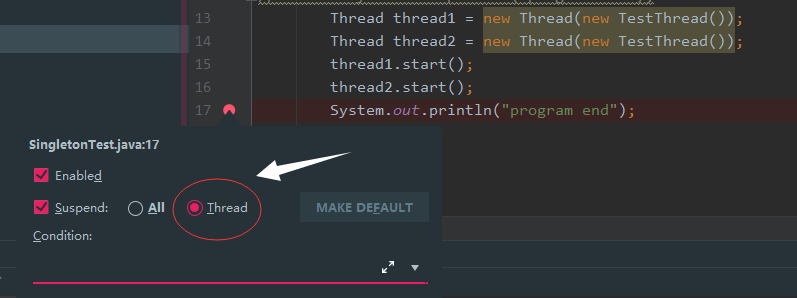 13 Thread thread1 = new Thread(new TestThread());
14 Thread thread2 = new Thread(new TestThread());
15 thread1.start();
16 thread2.start();
17 System.out.println("program end");
SingletonTest.java:17
Enabled
Suspend: All Thread MAKE DEFAULT
Condition: